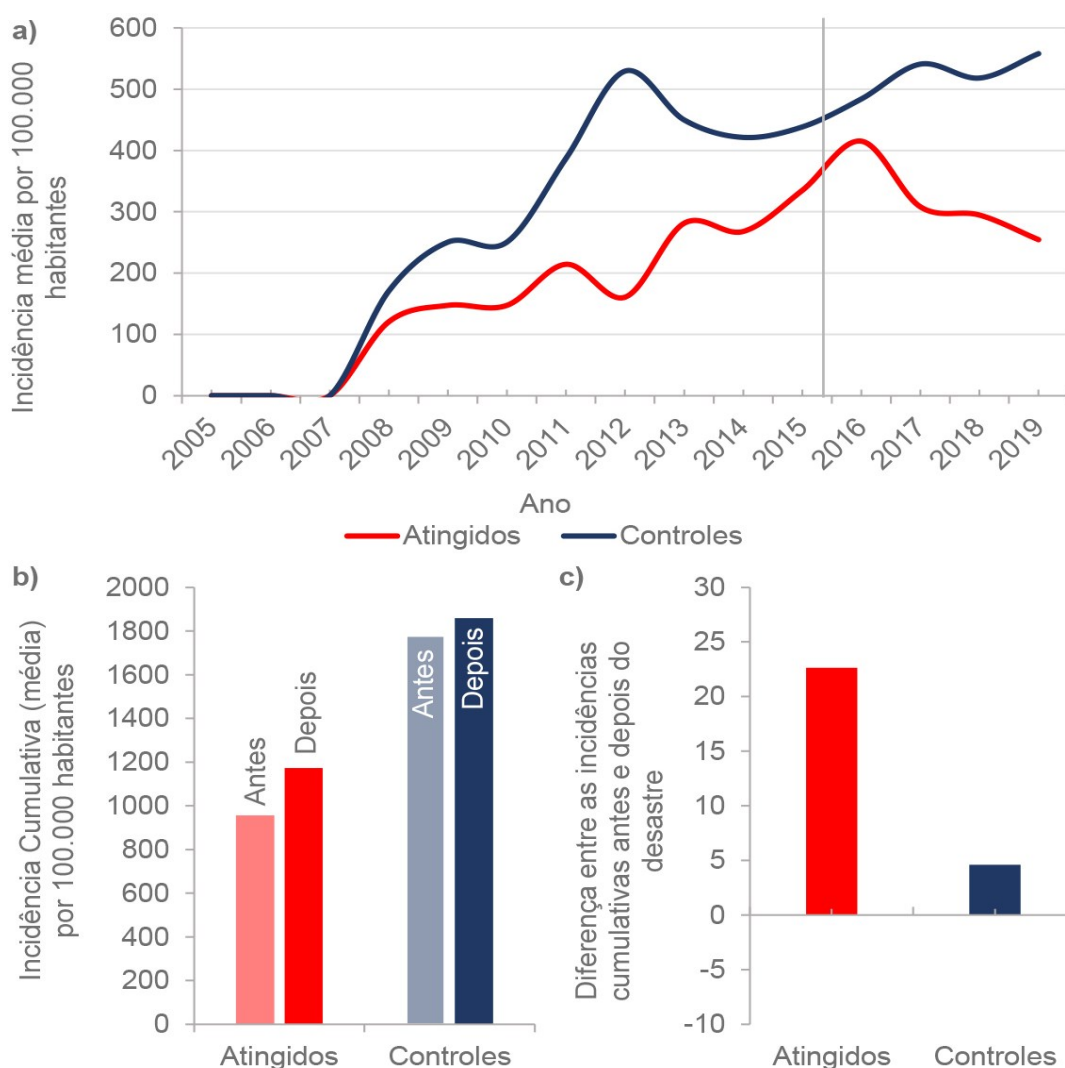 a)
Incidência média por 100.000
habitantes
600
500
400
300
200
100
0
2005
2006
2007
2008
2009
2010
2011
2012
2013
2014
2015
2016
2017
2018
2019
Ano
Atingidos
Controles
b)
Incidência Cumulativa (média)
por 100.000 habitantes
2000
1800
1600
1400
1200
1000
800
600
400
200
0
Antes
Depois
Antes
Depois
Atingidos
Controles
c)
Diferença entre as incidências
cumulativas antes e depois do
desastre
30
25
20
15
10
5
0
-5
-10
Atingidos
Controles